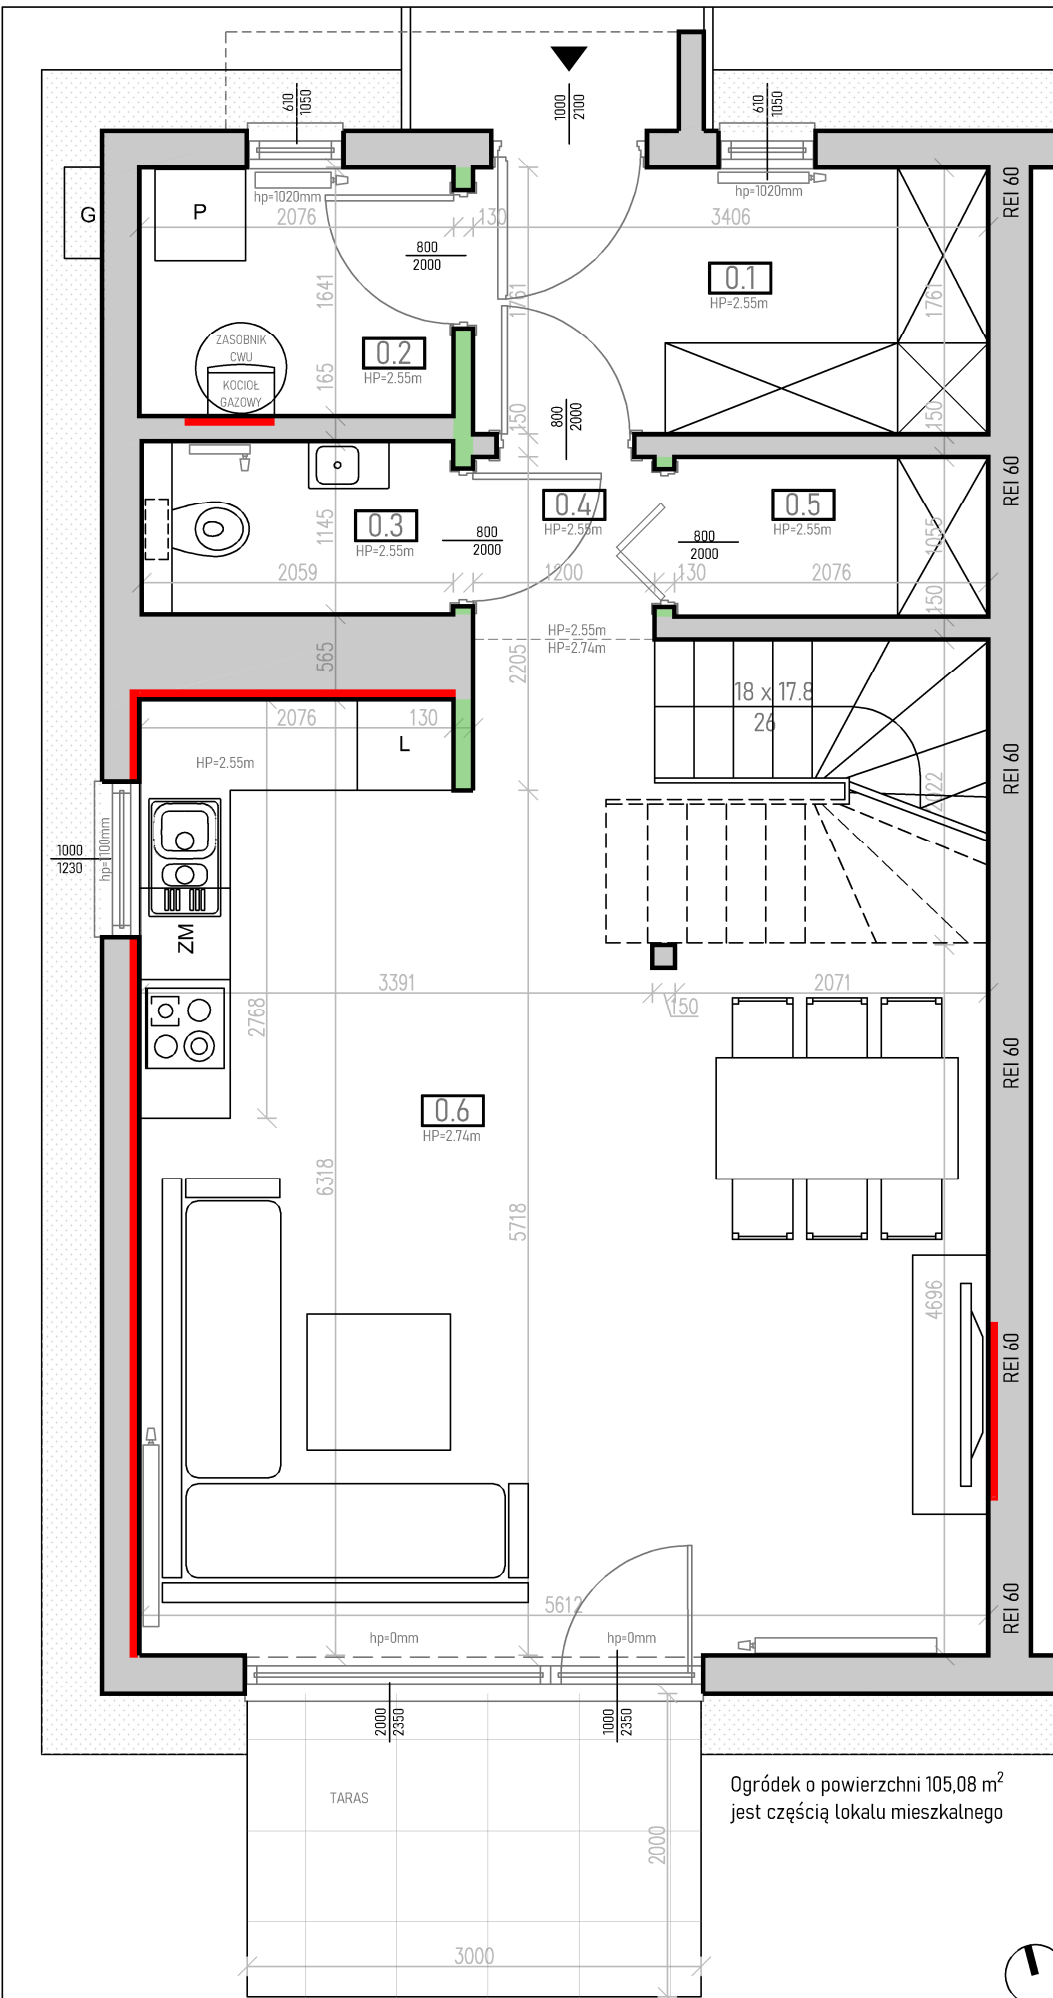 610
1050
1000
2100
610
1050
hp=1020mm
hp=1020mm
REI 60
G
P
2076
130
3406
800
2000
0.1
HP=2.55m
1641
1761
1761
ZASOBNIK
CWU
KOCIOŁ
GAZOWY
0.2
HP=2.55m
165
150
800
2000
150
REI 60
0.3
HP=2.55m
0.4
HP=2.55m
0.5
HP=2.55m
1145
800
2000
800
2000
1055
2059
1200
130
2076
150
HP=2.55m
HP=2.74m
565
2205
18 x 17.8
26
2076
130
L
HP=2.55m
REI 60
2022
1000
1230
hp=1100mm
ZM
3391
150
2071
2768
REI 60
0.6
HP=2.74m
6318
5718
4696
REI 60
5612
REI 60
hp=0mm
hp=0mm
2000
2350
1000
2350
TARAS
Ogródek o powierzchni 105,08 m²
jest częścią lokalu mieszkalnego
2000
3000